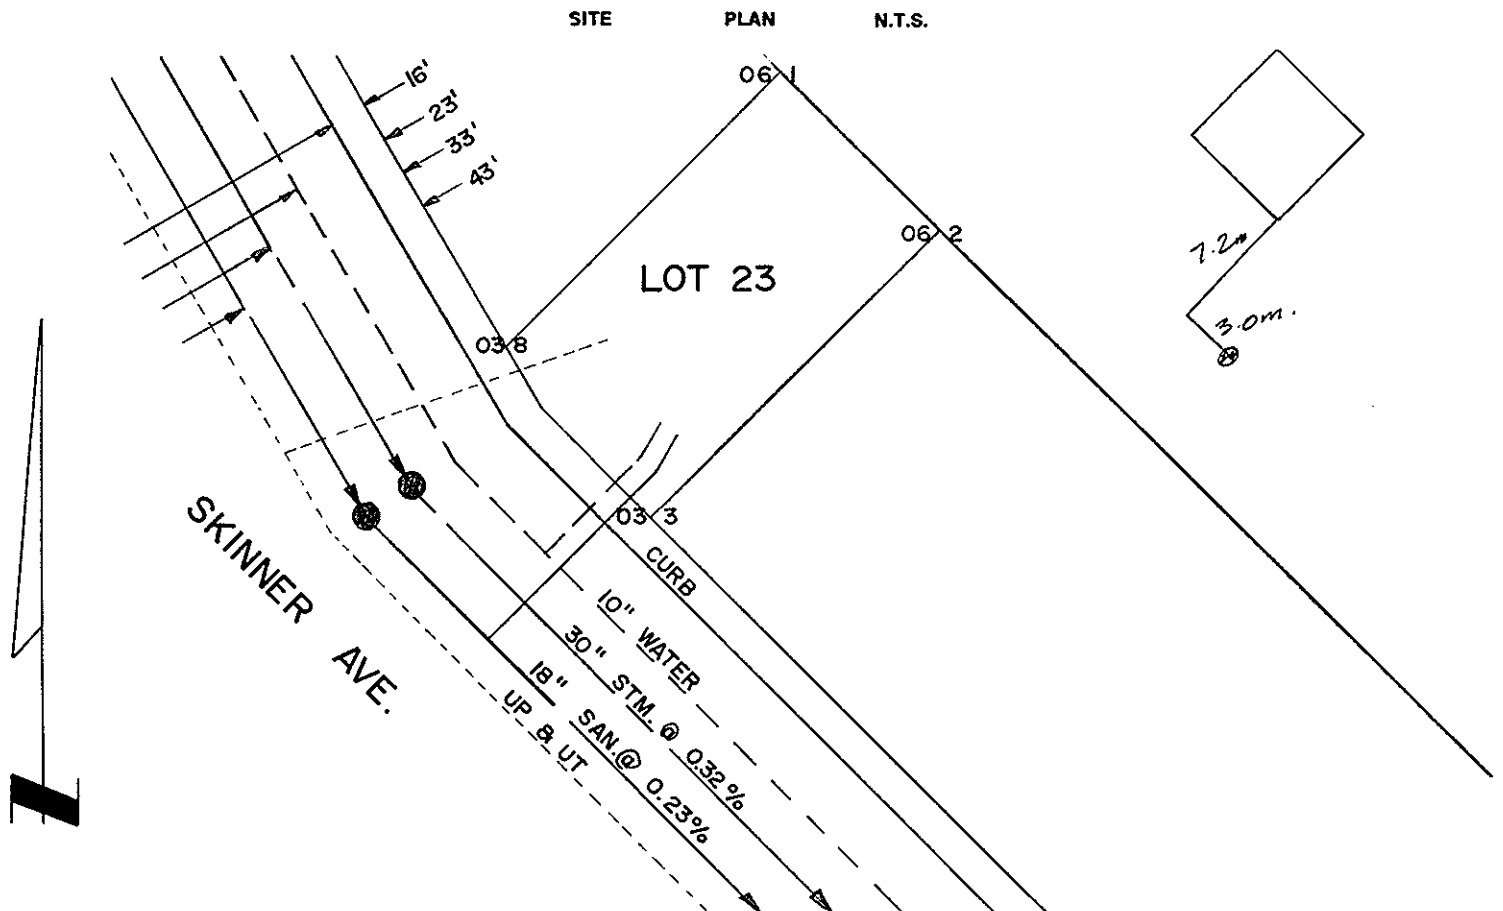 SITE PLAN N.T.S.
16'
23'
33'
43'
06 1
06 2
LOT 23
7.2m
3.0m.
03 8
03 3
SKINNER AVE.
CURB
10" WATER
30" STM. @ 0.32%
18" SAN. @ 0.23%
UP & UT